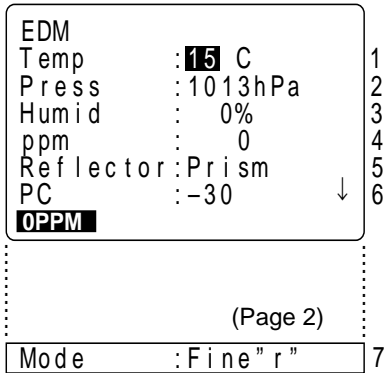 EDM
Temp :15 C 1
Press :1013hPa 2
Humid : 0% 3
ppm : 0 4
Reflector:Prism 5
PC :–30 ↓ 6
0PPM
(Page 2)
Mode :Fine”r” 7